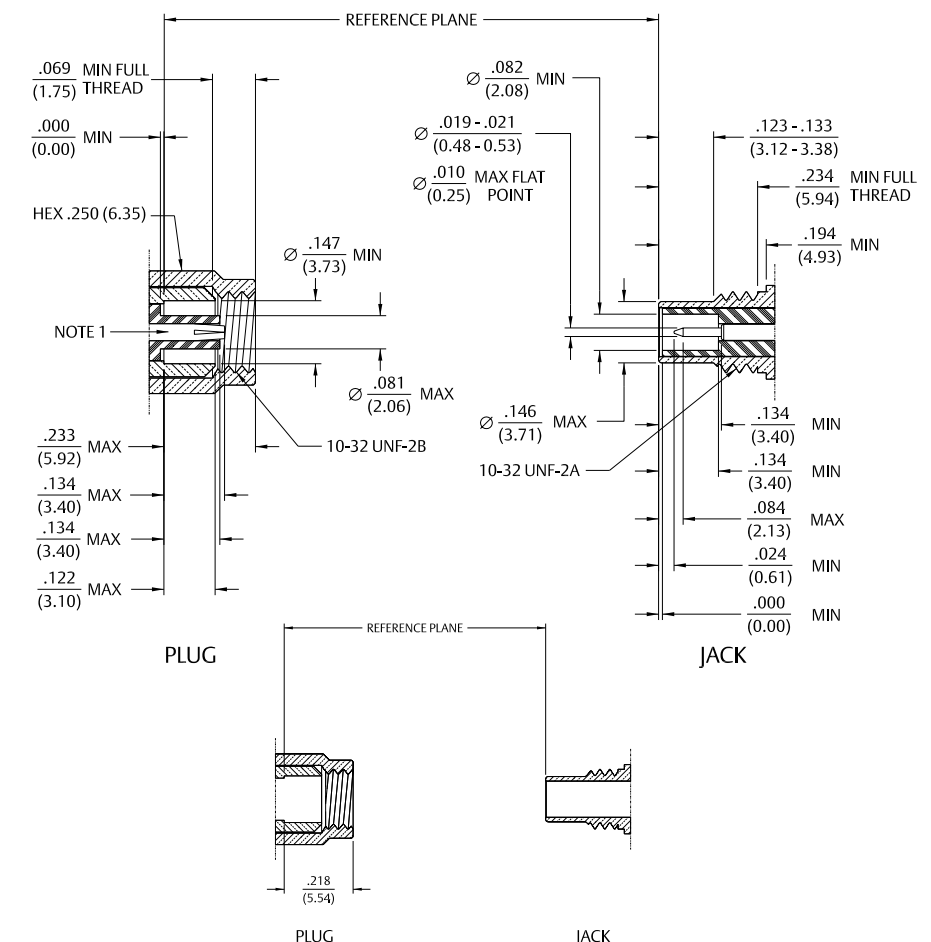 REFERENCE PLANE
.069
(1.75)
MIN FULL
THREAD
.000
(0.00)
MIN
HEX .250 (6.35)
NOTE 1
⌀ .147
(3.73)
MIN
⌀ .081
(2.06)
MAX
10-32 UNF-2B
.233
(5.92)
MAX
.134
(3.40)
MAX
.134
(3.40)
MAX
.122
(3.10)
MAX
PLUG
⌀ .082
(2.08)
MIN
⌀ .019 - .021
(0.48 - 0.53)
⌀ .010
(0.25)
MAX FLAT
POINT
.123 - .133
(3.12 - 3.38)
.234
(5.94)
MIN FULL
THREAD
.194
(4.93)
MIN
⌀ .146
(3.71)
MAX
10-32 UNF-2A
.134
(3.40)
MIN
.134
(3.40)
MIN
.084
(2.13)
MAX
.024
(0.61)
MIN
.000
(0.00)
MIN
JACK
REFERENCE PLANE
.218
(5.54)
PLUG
JACK